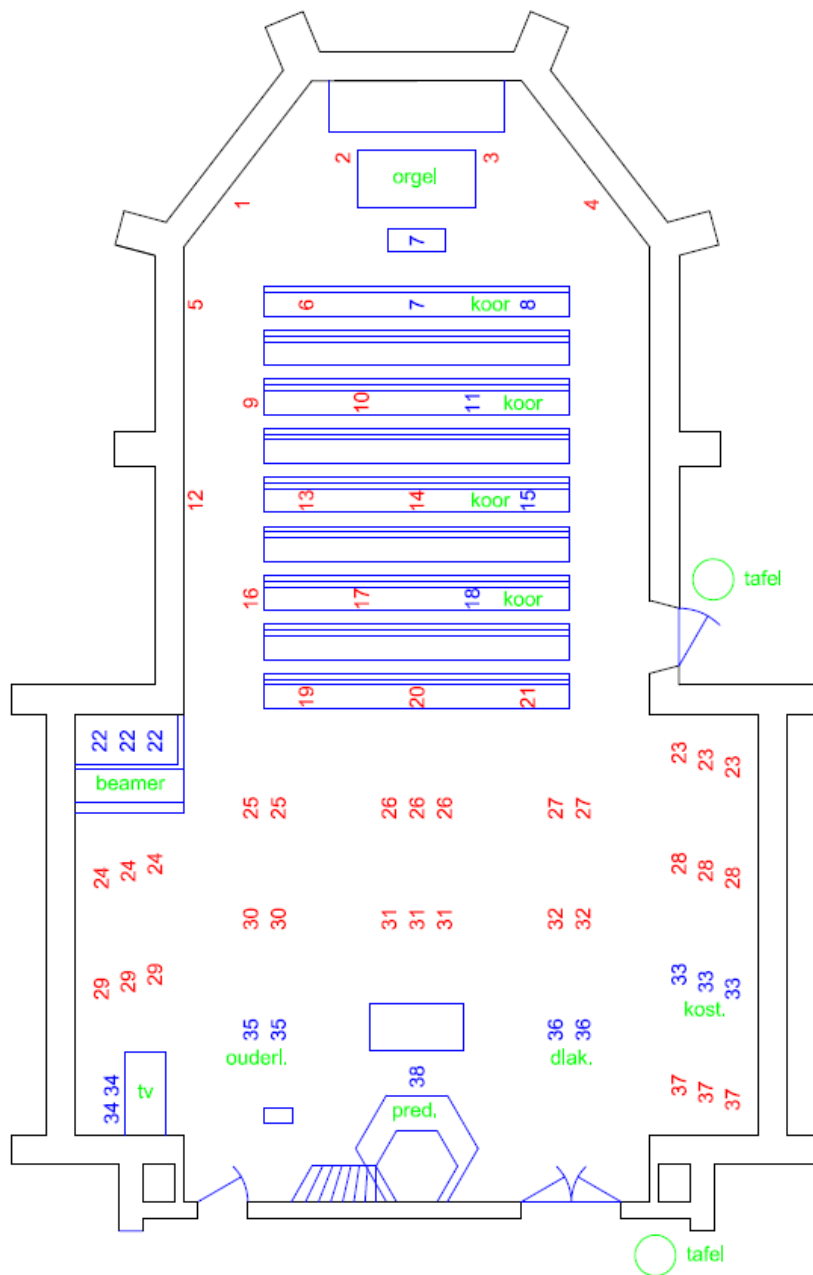 2 3
orgel
1 4
7
5 6 7 koor 8
9 10 11 koor
12 13 14 koor 15
tafel
16 17 18 koor
19 20 21
22 22 22
23 23 23
beamer
25 25 26 26 26 27 27
24 24 24
28 28 28
30 30 31 31 31 32 32
29 29 29
33 33 33
kost.
35 35 36 36
ouderl. dlak.
34 34 tv
38
pred.
37 37 37
tafel